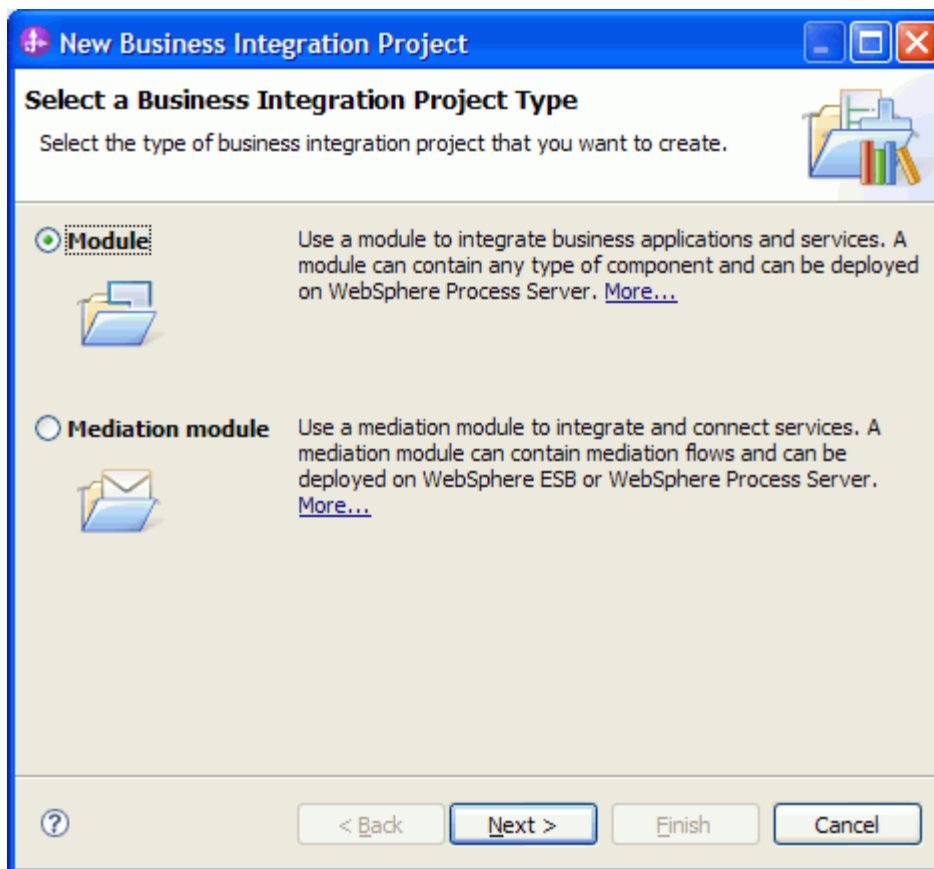 New Business Integration Project
Select a Business Integration Project Type
Select the type of business integration project that you want to create.
Module
Use a module to integrate business applications and services. A
module can contain any type of component and can be deployed
on WebSphere Process Server. More...
Mediation module
Use a mediation module to integrate and connect services. A
mediation module can contain mediation flows and can be
deployed on WebSphere ESB or WebSphere Process Server.
More...
?
< Back
Next >
Finish
Cancel